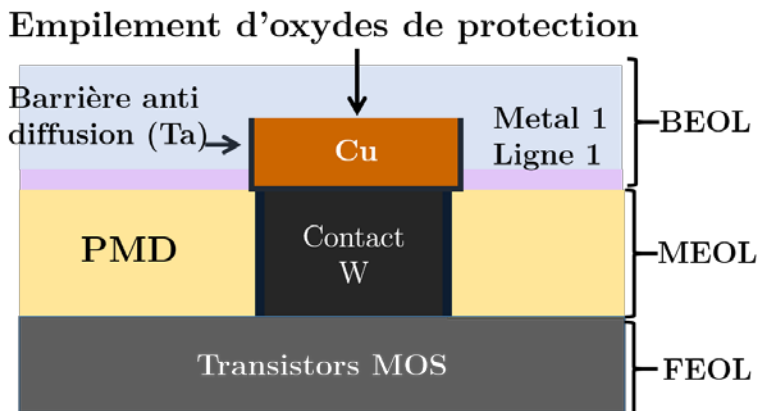 Empilement d'oxydes de protection
Barrière anti
diffusion (Ta)
Cu
Metal 1
Ligne 1
BEOL
PMD
Contact
W
MEOL
Transistors MOS
FEOL